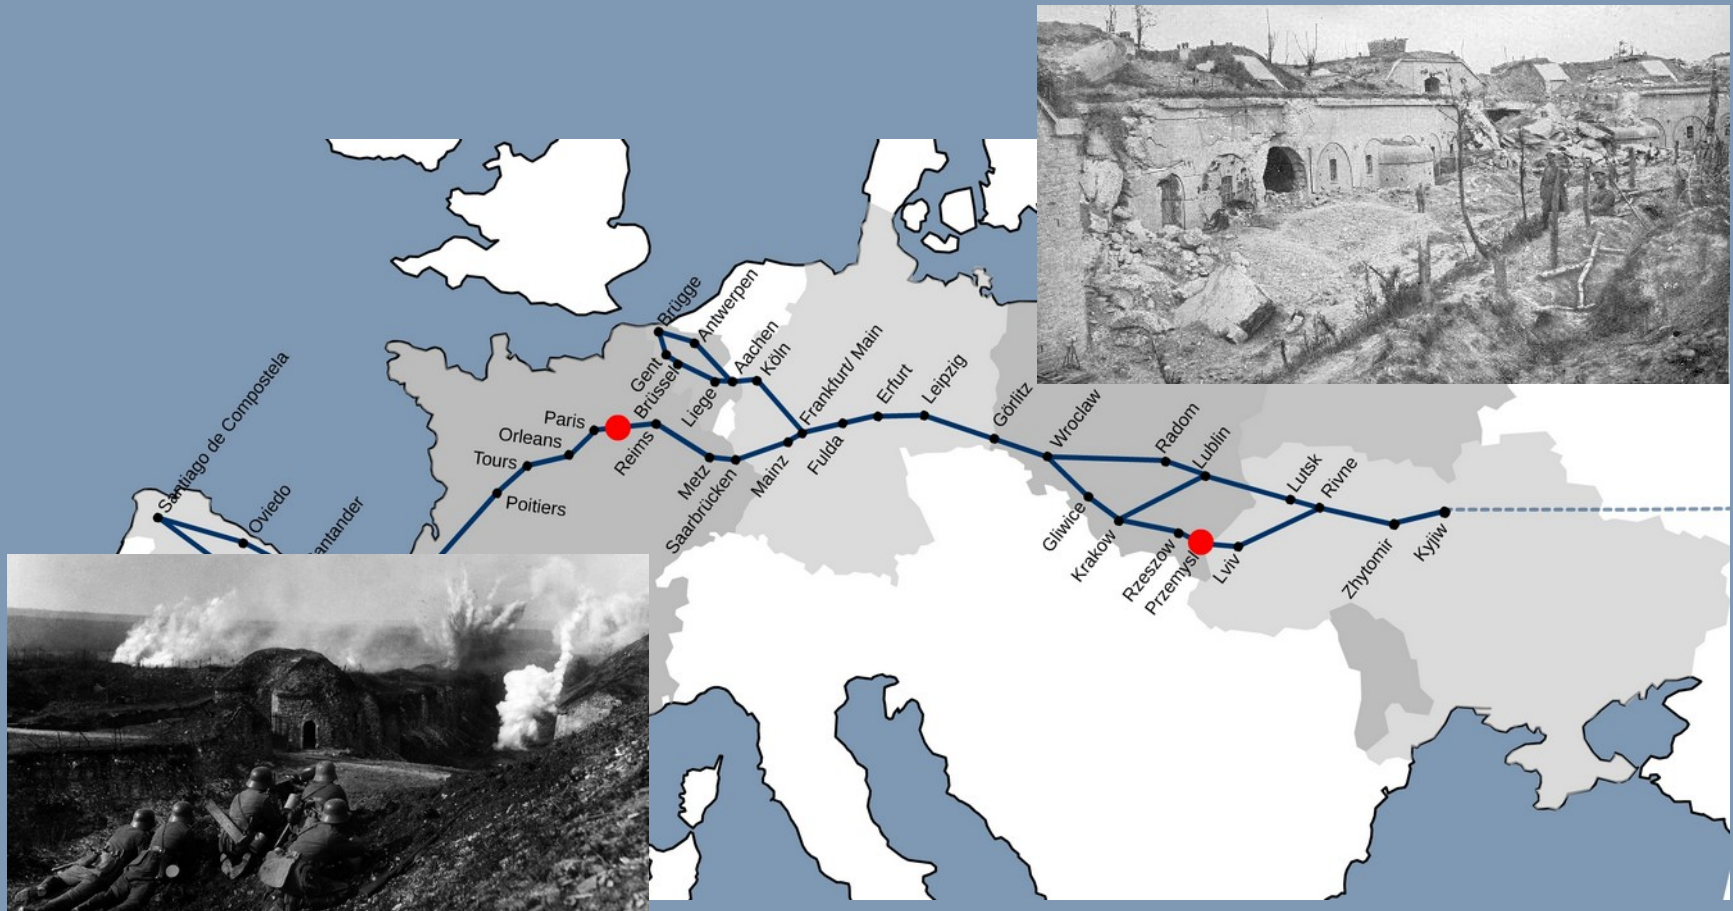 Brügge
Antwerpen
Aachen
Köln
Gent
Brüssel
Liege
Frankfurt/ Main
Erfurt
Leipzig
Görlitz
Wroclaw
Radom
Lublin
Lutsk
Rivne
Paris
Orleans
Tours
Poitiers
Reims
Metz
Saarbrücken
Mainz
Fulda
Gliwice
Krakow
Rzeszow
Przemysl
Lviv
Zhytomir
Kyjiw
Santiago de Compostela
Oviedo
antander